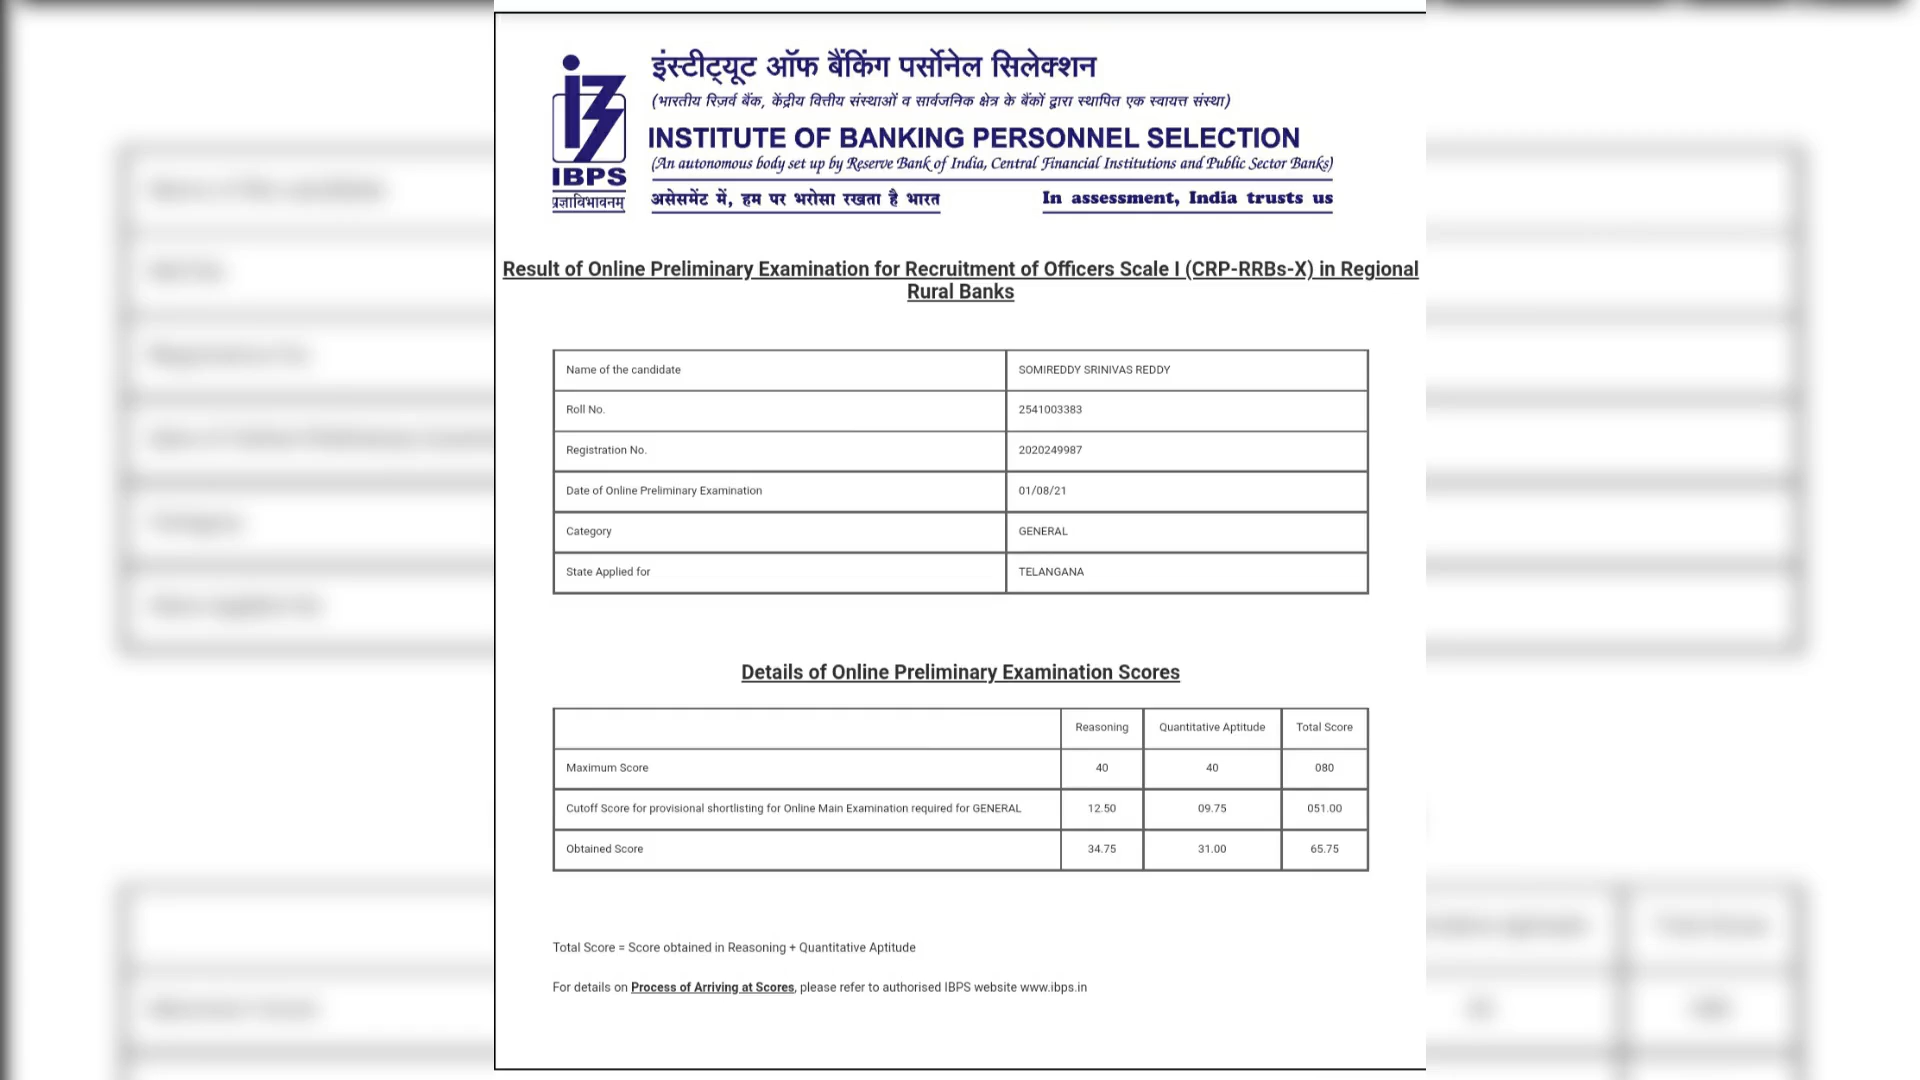 इंस्टीट्यूट ऑफ बैंकिंग पर्सोनेल सिलेक्शन
(भारतीय रिज़र्व बैंक, केंद्रीय वित्तीय संस्थाओं व सार्वजनिक क्षेत्र के बैंकों द्वारा स्थापित एक स्वायत्त संस्था)
INSTITUTE OF BANKING PERSONNEL SELECTION
(An autonomous body set up by Reserve Bank of India, Central Financial Institutions and Public Sector Banks)
IBPS
प्रज्ञाविभावनम्
असेसमेंट में, हम पर भरोसा रखता है भारत In assessment, India trusts us
Result of Online Preliminary Examination for Recruitment of Officers Scale I (CRP-RRBs-X) in Regional
Rural Banks
Name of the candidate SOMIREDDY SRINIVAS REDDY
Roll No. 2541003383
Registration No. 2020249987
Date of Online Preliminary Examination 01/08/21
Category GENERAL
State Applied for TELANGANA
Details of Online Preliminary Examination Scores
Reasoning Quantitative Aptitude Total Score
Maximum Score 40 40 080
Cutoff Score for provisional shortlisting for Online Main Examination required for GENERAL 12.50 09.75 051.00
Obtained Score 34.75 31.00 65.75
Total Score = Score obtained in Reasoning + Quantitative Aptitude
For details on Process of Arriving at Scores, please refer to authorised IBPS website www.ibps.in